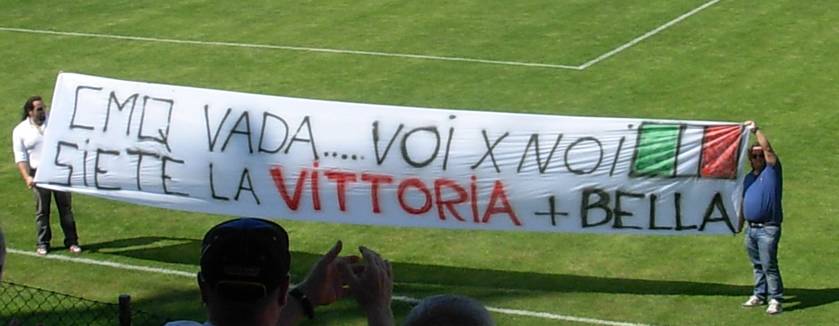 CMQ VADA..... VOI X NOI
SIETE LA VITTORIA + BELLA